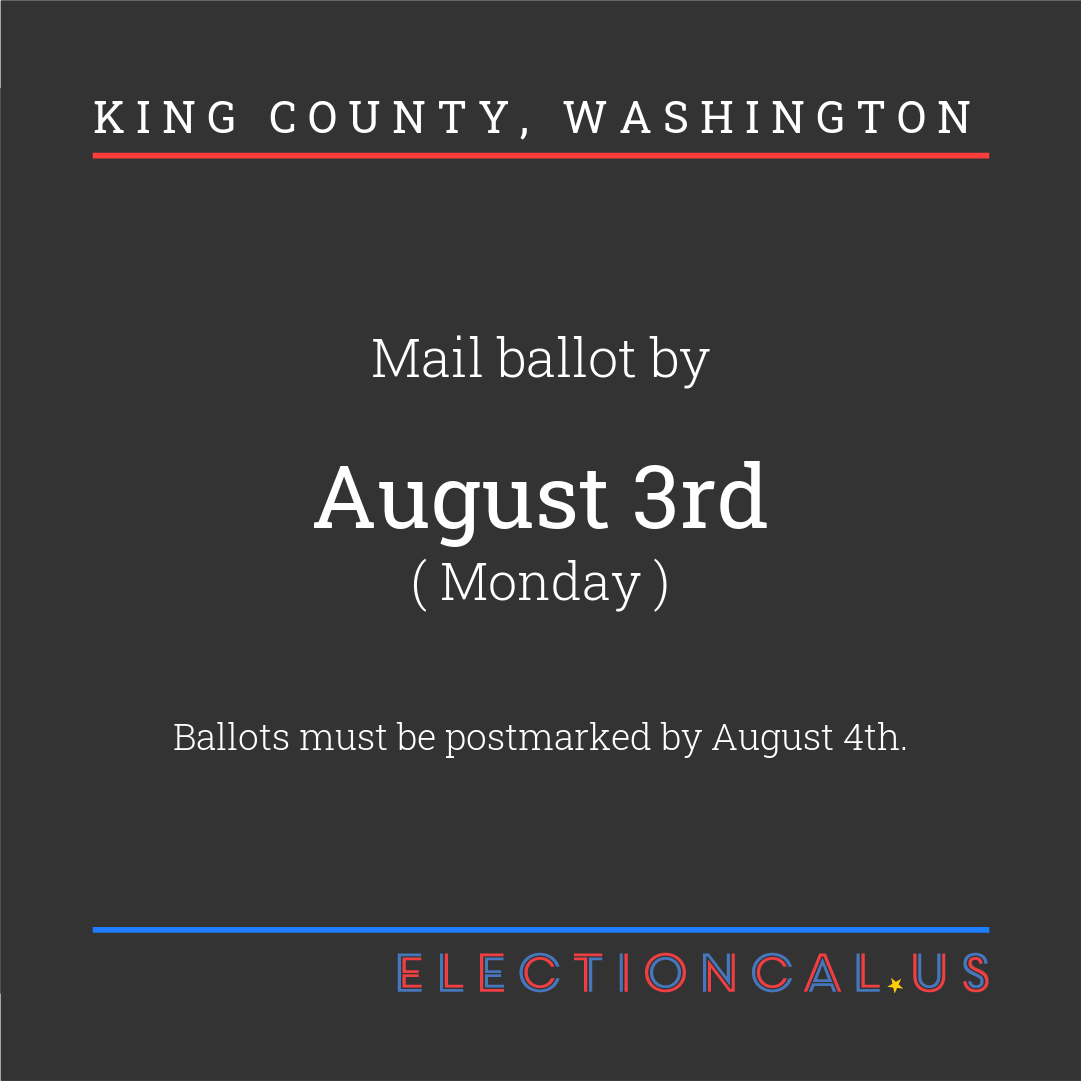 KING COUNTY, WASHINGTON
Mail ballot by
August 3rd
( Monday )
Ballots must be postmarked by August 4th.
ELECTIONCAL.US